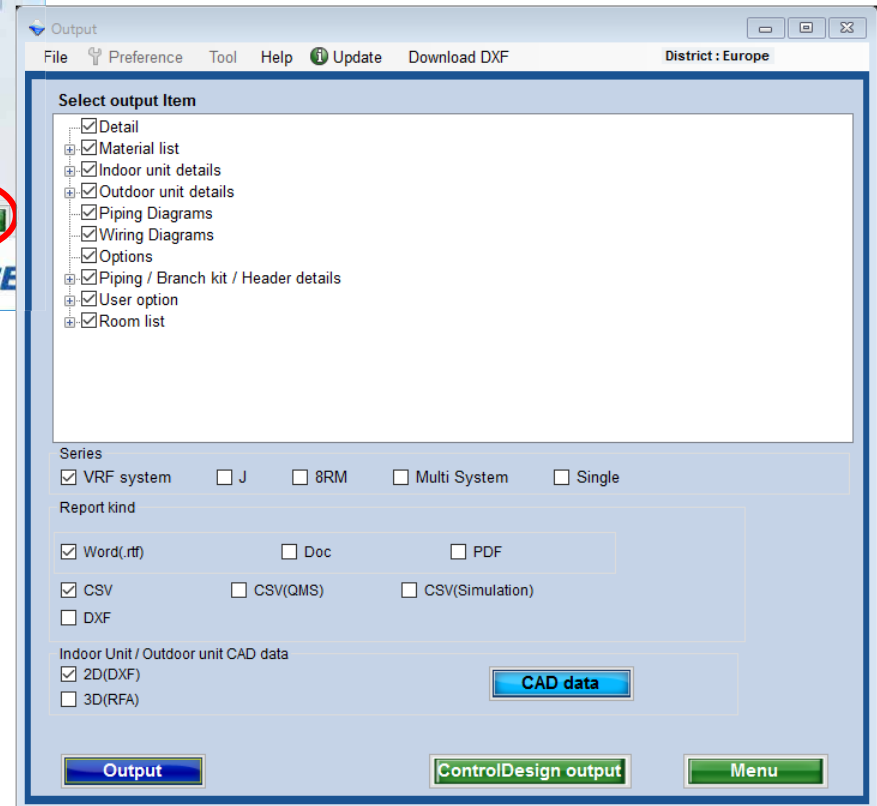 Output
File Preference Tool Help Update Download DXF District : Europe
Select output Item
Detail
Material list
Indoor unit details
Outdoor unit details
Piping Diagrams
Wiring Diagrams
Options
Piping / Branch kit / Header details
User option
Room list
Series
VRF system J 8RM Multi System Single
Report kind
Word(.rtf) Doc PDF
CSV CSV(QMS) CSV(Simulation)
DXF
Indoor Unit / Outdoor unit CAD data
2D(DXF)
CAD data
3D(RFA)
Output ControlDesign output Menu